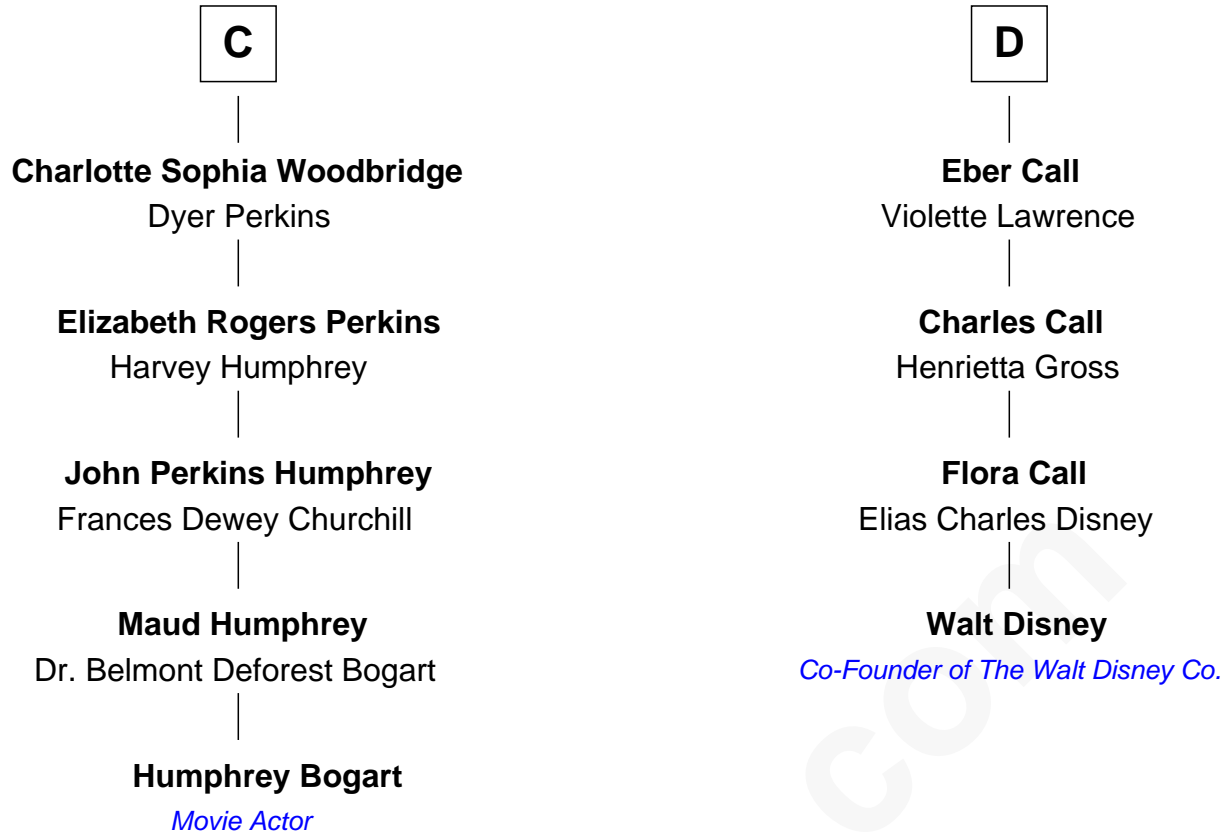 C
Charlotte Sophia Woodbridge
Dyer Perkins
Elizabeth Rogers Perkins
Harvey Humphrey
John Perkins Humphrey
Frances Dewey Churchill
Maud Humphrey
Dr. Belmont Deforest Bogart
Humphrey Bogart
Movie Actor
D
Eber Call
Violette Lawrence
Charles Call
Henrietta Gross
Flora Call
Elias Charles Disney
Walt Disney
Co-Founder of The Walt Disney Co.
com